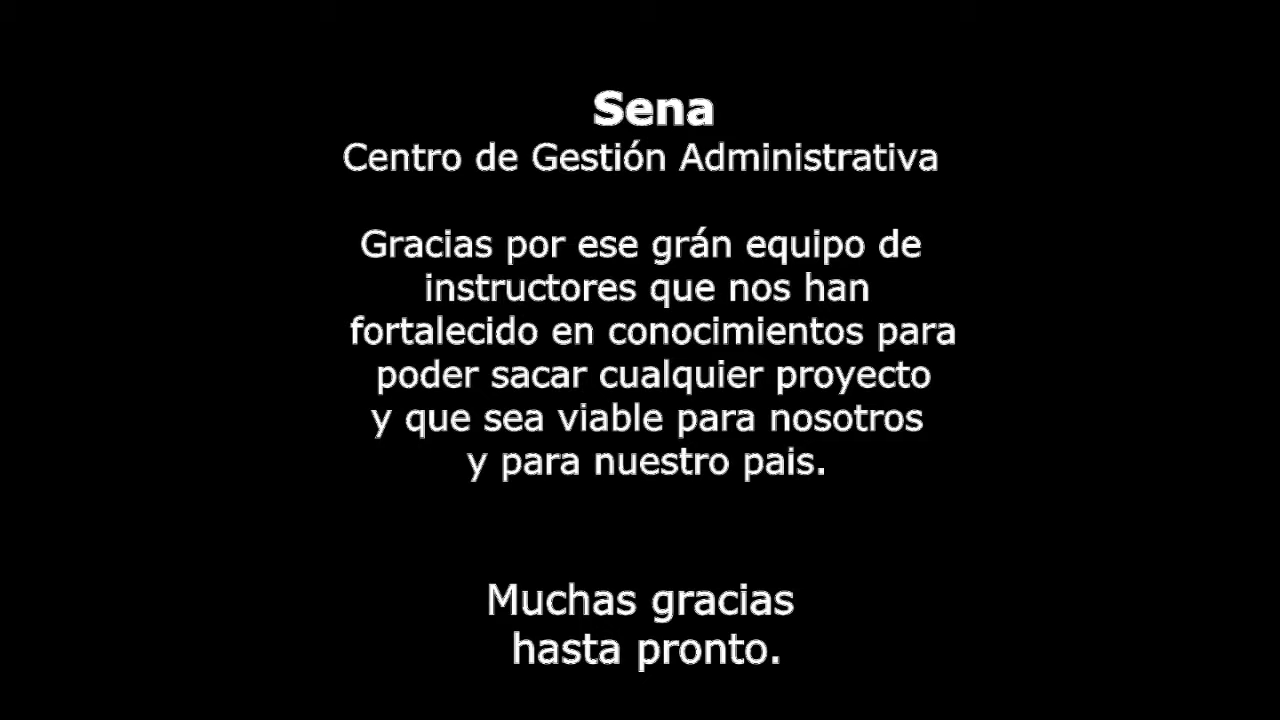 Sena
Centro de Gestión Administrativa
Gracias por ese grán equipo de
instructores que nos han
fortalecido en conocimientos para
poder sacar cualquier proyecto
y que sea viable para nosotros
y para nuestro pais.
Muchas gracias
hasta pronto.